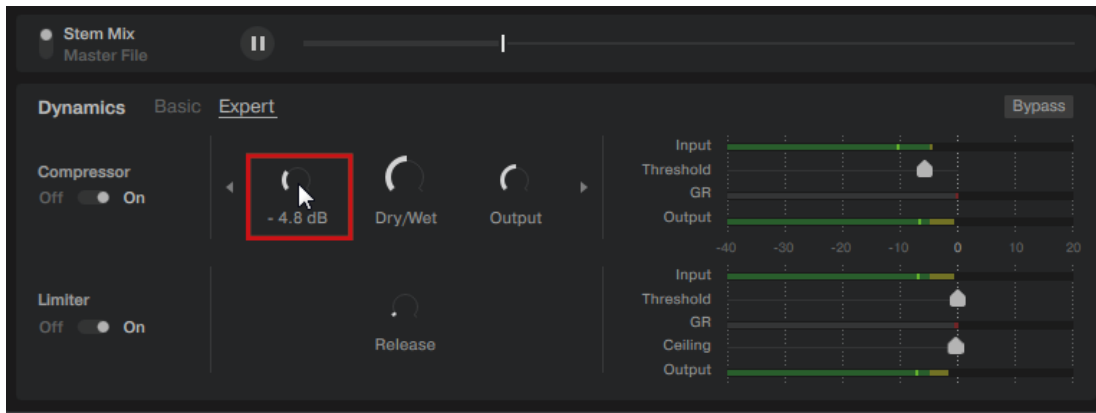 Stem Mix
Master File
Dynamics Basic Expert Bypass
Compressor
Off On
- 4.8 dB Dry/Wet Output
Input
Threshold
GR
Output
-40 -30 -20 -10 0 10 20
Limiter
Off On
Release
Input
Threshold
GR
Ceiling
Output